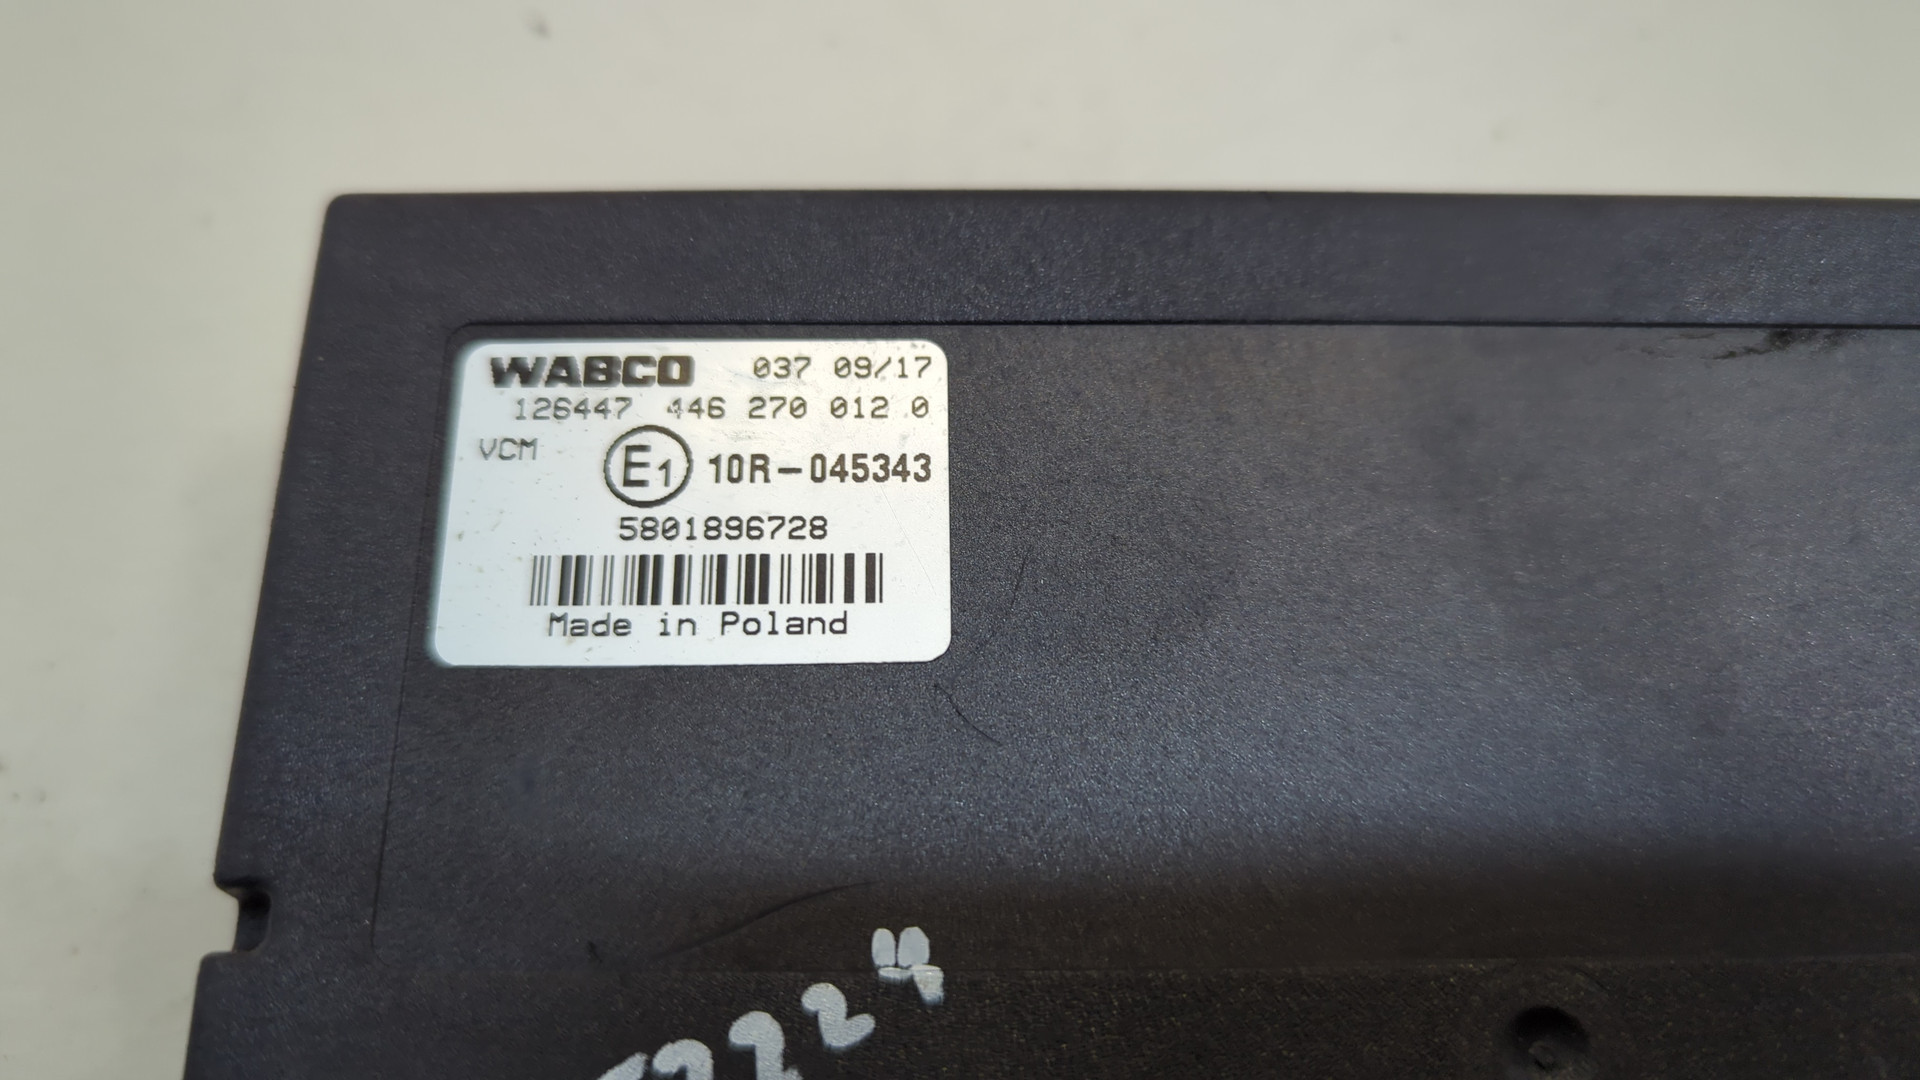 WABCO 037 09/17
126447 446 270 012 0
VCM E1 10R-045343
5801896728
Made in Poland